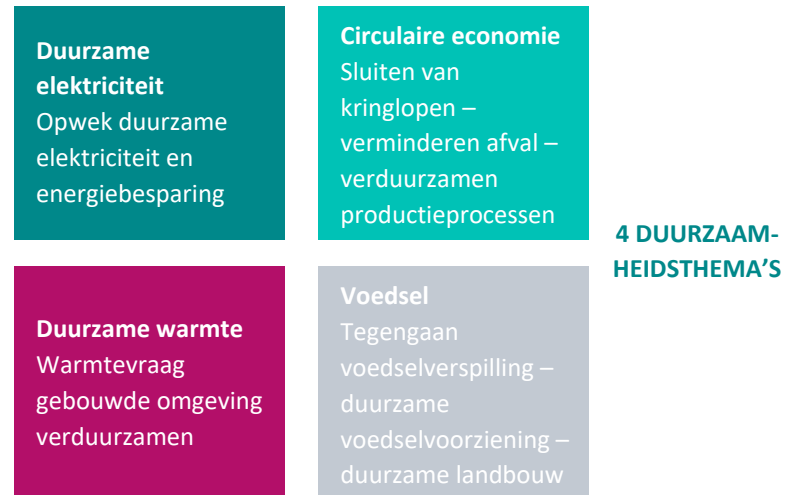 Duurzame
elektriciteit
Opwek duurzame
elektriciteit en
energiebesparing
Circulaire economie
Sluiten van
kringlopen –
verminderen afval –
verduurzamen
productieprocessen
Duurzame warmte
Warmtevraag
gebouwde omgeving
verduurzamen
Voedsel
Tegengaan
voedselverspilling –
duurzame
voedselvoorziening –
duurzame landbouw
4 DUURZAAM-
HEIDSTHEMA’S